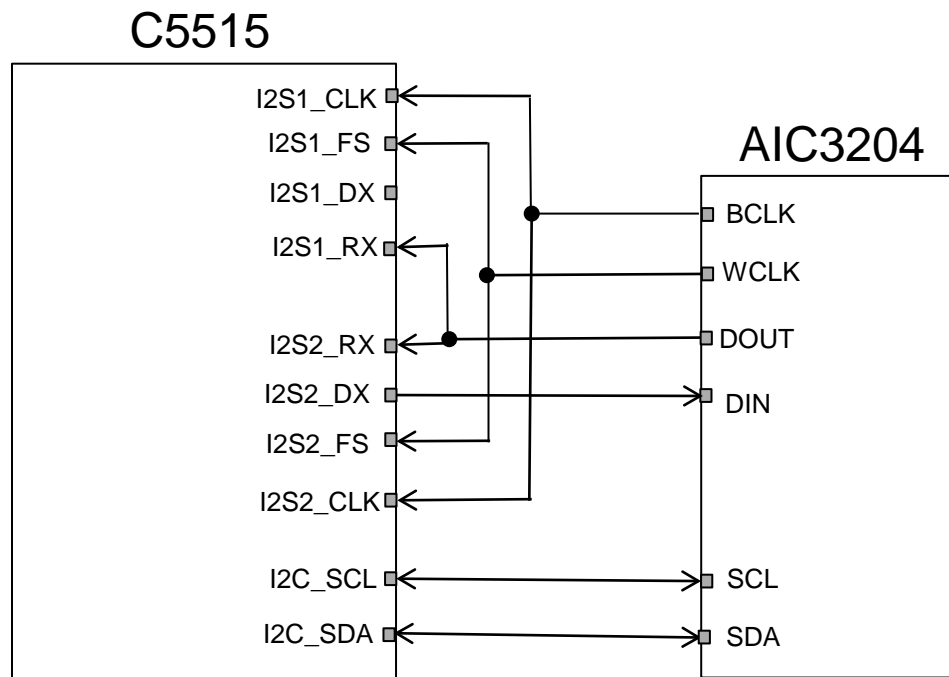 C5515
I2S1_CLK
I2S1_FS
I2S1_DX
I2S1_RX
I2S2_RX
I2S2_DX
I2S2_FS
I2S2_CLK
I2C_SCL
I2C_SDA
AIC3204
BCLK
WCLK
DOUT
DIN
SCL
SDA